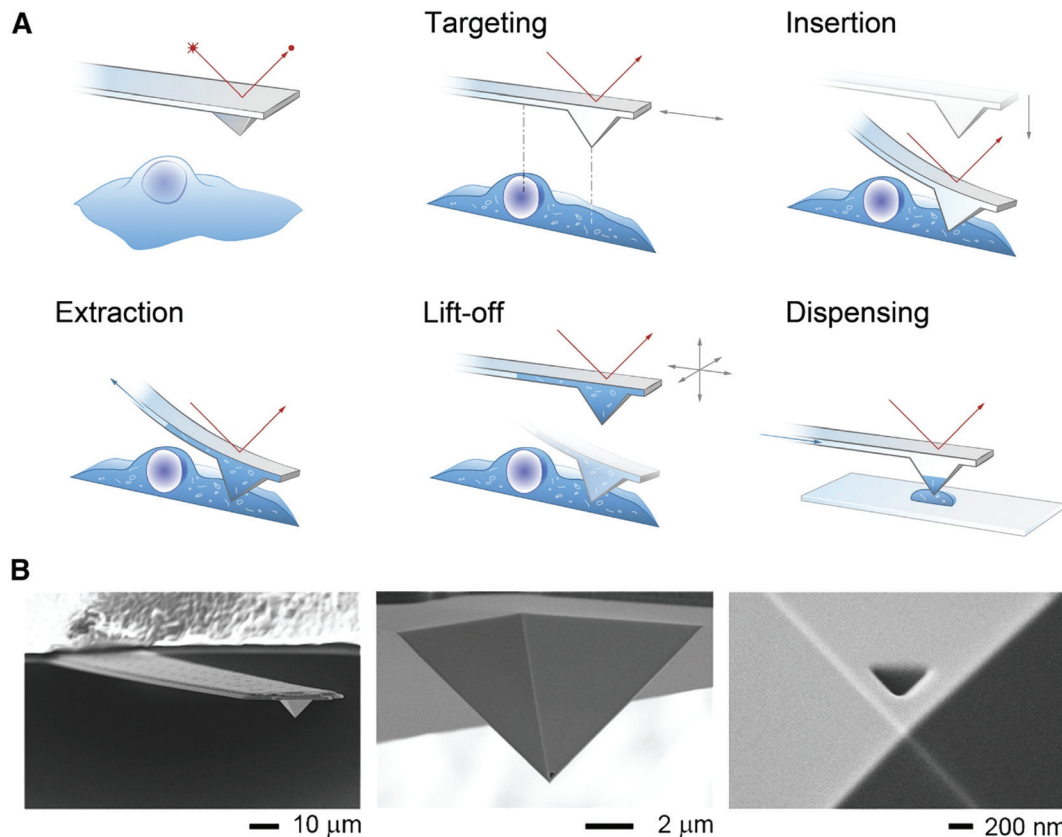 A
Targeting
Insertion
Extraction
Lift-off
Dispensing
B
10 μm
2 μm
200 nm